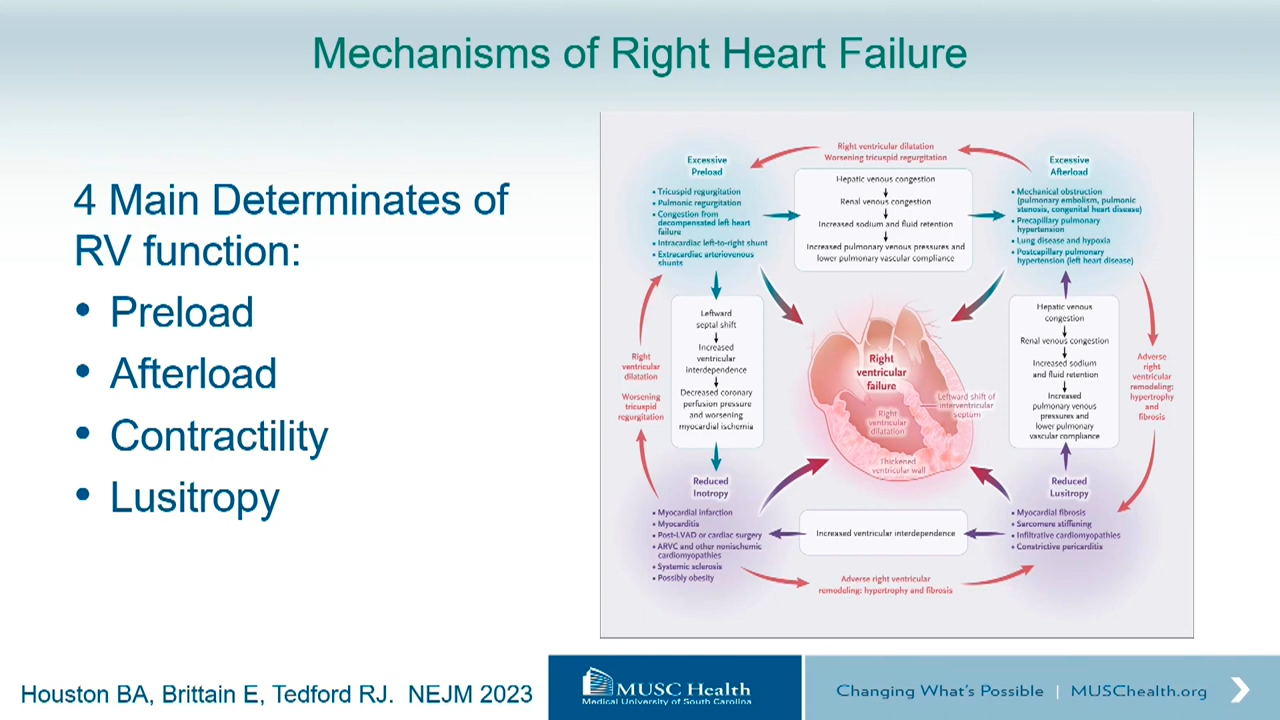 Mechanisms of Right Heart Failure
4 Main Determinates of
RV function:
• Preload
• Afterload
• Contractility
• Lusitropy
Right ventricular dilatation
Worsening tricuspid regurgitation
Excessive
Preload
• Tricuspid regurgitation
• Pulmonic regurgitation
• Congestion from
decompensated left heart
failure
• Intracardiac left-to-right shunt
• Extracardiac arteriovenous
shunts
Hepatic venous congestion
Renal venous congestion
Increased sodium and fluid retention
Increased pulmonary venous pressures and
lower pulmonary vascular compliance
Excessive
Afterload
• Mechanical obstruction
(pulmonary embolism, pulmonic
stenosis, congenital heart disease)
• Precapillary pulmonary
hypertension
• Lung disease and hypoxia
• Postcapillary pulmonary
hypertension (left heart disease)
Right
ventricular
dilatation
Worsening
tricuspid
regurgitation
Leftward
septal shift
Increased
ventricular
interdependence
Decreased coronary
perfusion pressure
and worsening
myocardial ischemia
Right
ventricular
failure
Right
ventricular
dilatation
Leftward shift of
interventricular
septum
Thickened
ventricular wall
Hepatic venous
congestion
Renal venous congestion
Increased sodium
and fluid retention
Increased
pulmonary venous
pressures and
lower pulmonary
vascular compliance
Adverse
right
ventricular
remodeling:
hypertrophy
and
fibrosis
Reduced
Inotropy
• Myocardial infarction
• Myocarditis
• Post-LVAD or cardiac surgery
• ARVC and other nonischemic
cardiomyopathies
• Systemic sclerosis
• Possibly obesity
Increased ventricular interdependence
Reduced
Lusitropy
• Myocardial fibrosis
• Sarcomere stiffening
• Infiltrative cardiomyopathies
• Constrictive pericarditis
Adverse right ventricular
remodeling: hypertrophy and fibrosis
Houston BA, Brittain E, Tedford RJ. NEJM 2023
MUSC Health
Medical University of South Carolina
Changing What's Possible | MUSChealth.org